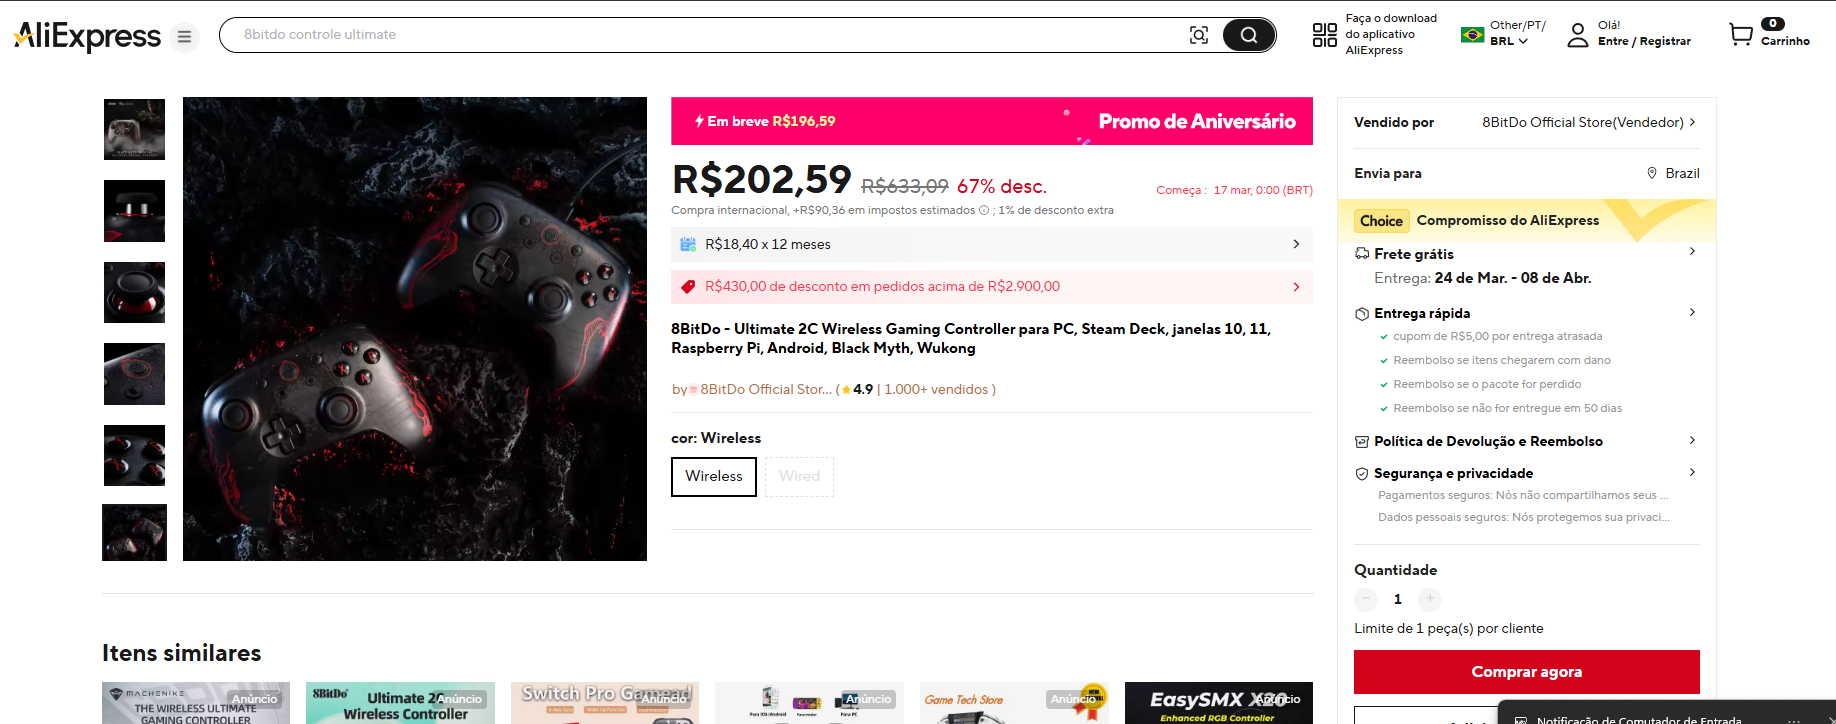 AliExpress
8bitdo controle ultimate
Faça o download
do aplicativo
AliExpress
Other/PT/
BRL
Olá!
Entre / Registrar
0
Carrinho
Em breve R$196,59
Promo de Aniversário
R$202,59 R$633,09 67% desc.
Começa : 17 mar, 0:00 (BRT)
Compra internacional, +R$90,36 em impostos estimados ; 1% de desconto extra
R$18,40 x 12 meses
R$430,00 de desconto em pedidos acima de R$2.900,00
8BitDo - Ultimate 2C Wireless Gaming Controller para PC, Steam Deck, janelas 10, 11,
Raspberry Pi, Android, Black Myth, Wukong
by 8BitDo Official Stor... ( 4.9 | 1.000+ vendidos )
cor: Wireless
Wireless
Wired
Vendido por
8BitDo Official Store(Vendedor)
Envia para
Brazil
Choice Compromisso do AliExpress
Frete grátis
Entrega: 24 de Mar. - 08 de Abr.
Entrega rápida
cupom de R$5,00 por entrega atrasada
Reembolso se itens chegarem com dano
Reembolso se o pacote for perdido
Reembolso se não for entregue em 50 dias
Política de Devolução e Reembolso
Segurança e privacidade
Pagamentos seguros: Nós não compartilhamos seus ...
Dados pessoais seguros: Nós protegemos sua privaci...
Quantidade
1
Limite de 1 peça(s) por cliente
Comprar agora
Itens similares
MACHENIKE
Anúncio
THE WIRELESS ULTIMATE
GAMING CONTROLLER
8BitDo
Ultimate 2C
Anúncio
Wireless Controller
Switch Pro Gamepad
Anúncio
Para IOS/Android
Para PC
Anúncio
Game Tech Store
Anúncio
EasySMX X20
Anúncio
Enhanced RGB Controller
Notificação de Comutador de Entrada